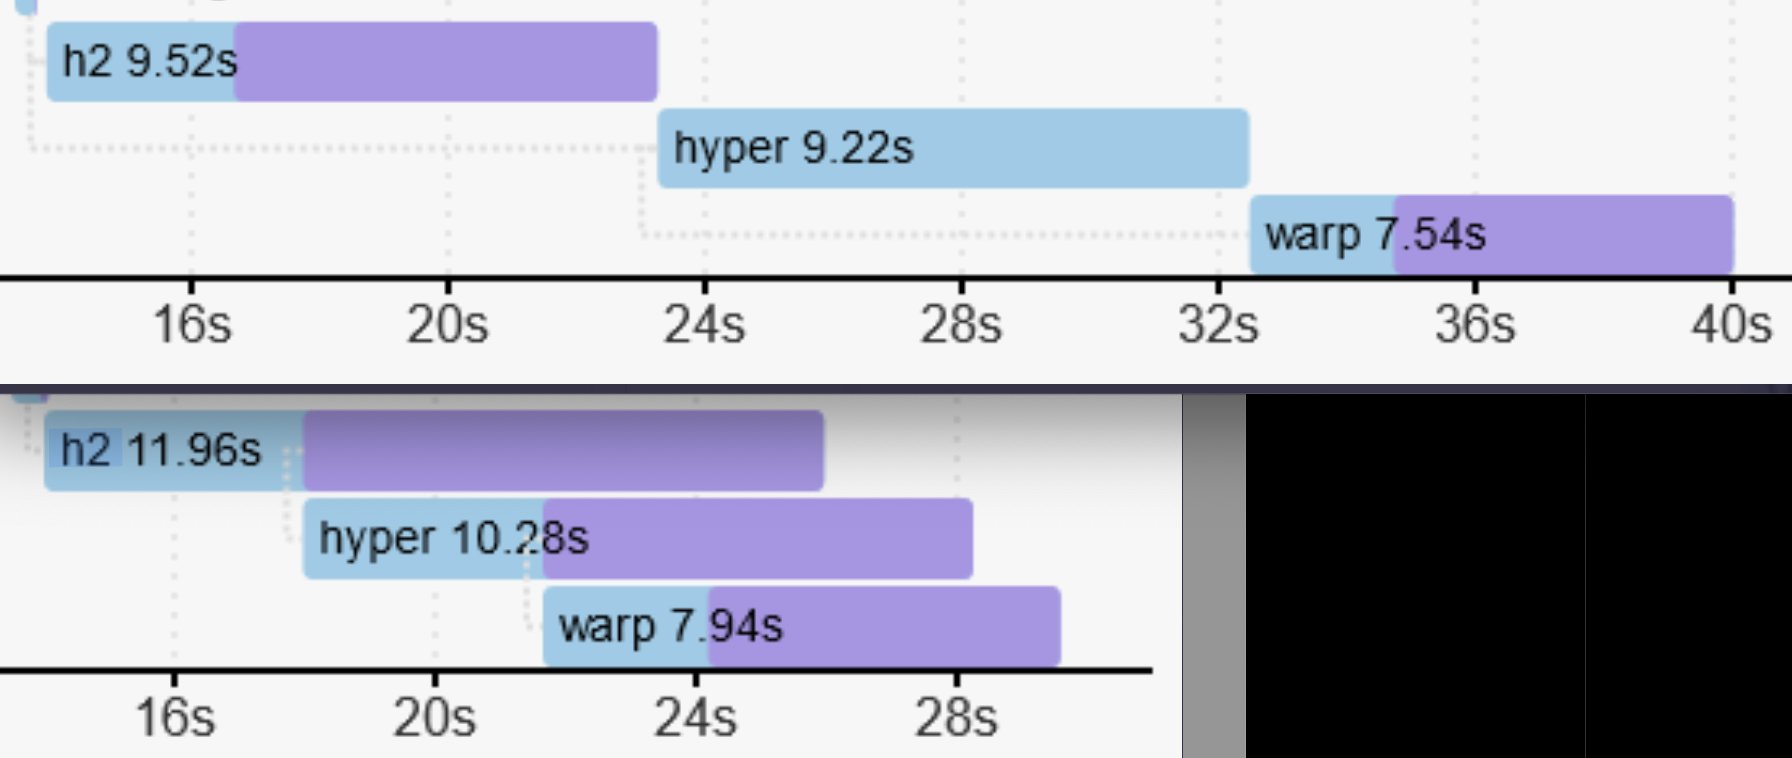 h2 9.52s
hyper 9.22s
warp 7.54s
16s 20s 24s 28s 32s 36s 40s
h2 11.96s
hyper 10.28s
warp 7.94s
16s 20s 24s 28s